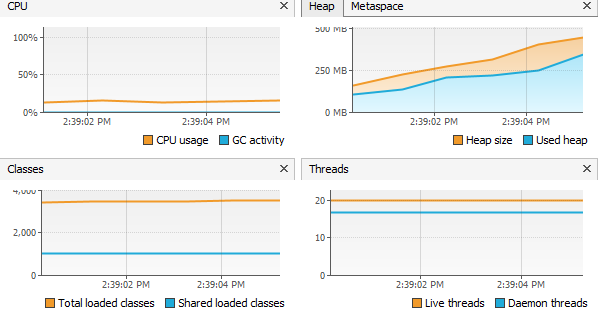 CPU
100%
50%
0%
2:39:02 PM 2:39:04 PM
CPU usage GC activity
Heap Metaspace
500 MB
250 MB
0 MB
2:39:02 PM 2:39:04 PM
Heap size Used heap
Classes
4,000
2,000
0
2:39:02 PM 2:39:04 PM
Total loaded classes Shared loaded classes
Threads
20
10
0
2:39:02 PM 2:39:04 PM
Live threads Daemon threads